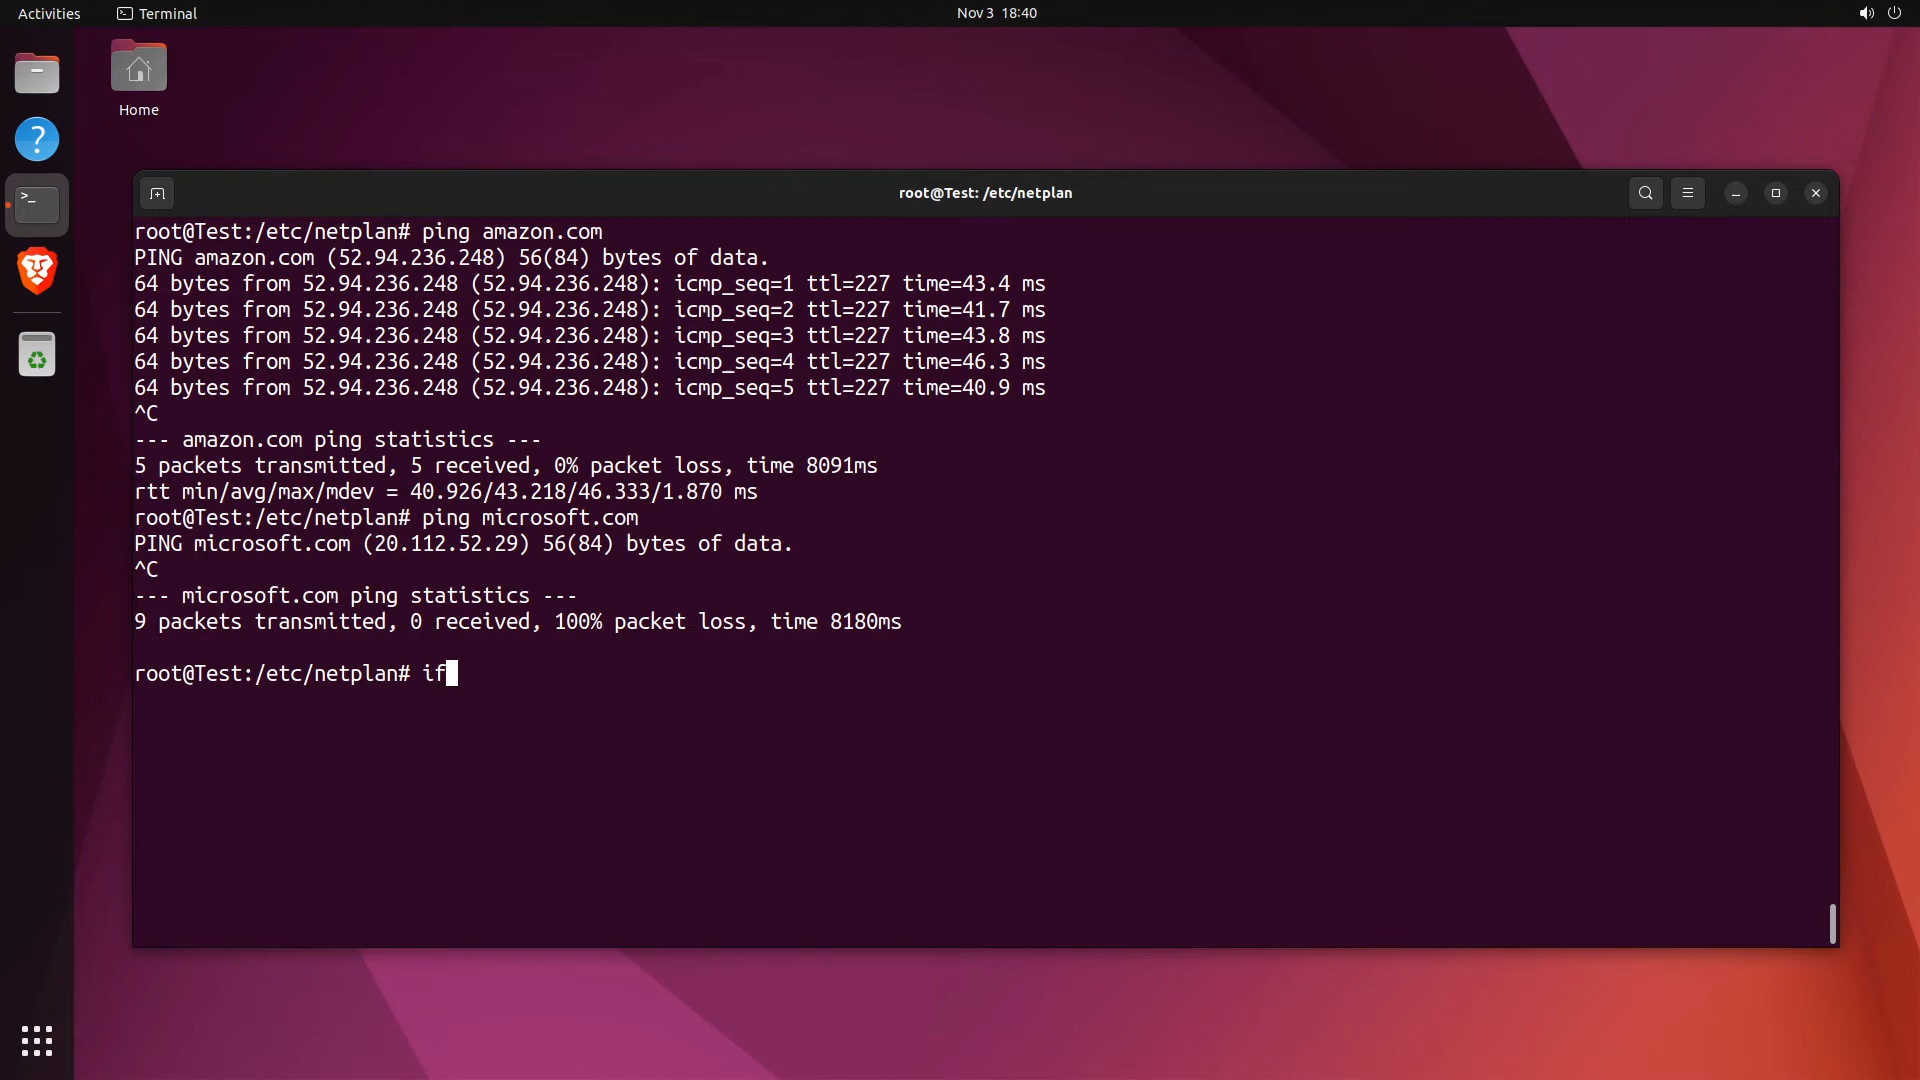 Activities Terminal Nov 3 18:40
Home
root@Test: /etc/netplan
root@Test:/etc/netplan# ping amazon.com
PING amazon.com (52.94.236.248) 56(84) bytes of data.
64 bytes from 52.94.236.248 (52.94.236.248): icmp_seq=1 ttl=227 time=43.4 ms
64 bytes from 52.94.236.248 (52.94.236.248): icmp_seq=2 ttl=227 time=41.7 ms
64 bytes from 52.94.236.248 (52.94.236.248): icmp_seq=3 ttl=227 time=43.8 ms
64 bytes from 52.94.236.248 (52.94.236.248): icmp_seq=4 ttl=227 time=46.3 ms
64 bytes from 52.94.236.248 (52.94.236.248): icmp_seq=5 ttl=227 time=40.9 ms
^C
--- amazon.com ping statistics ---
5 packets transmitted, 5 received, 0% packet loss, time 8091ms
rtt min/avg/max/mdev = 40.926/43.218/46.333/1.870 ms
root@Test:/etc/netplan# ping microsoft.com
PING microsoft.com (20.112.52.29) 56(84) bytes of data.
^C
--- microsoft.com ping statistics ---
9 packets transmitted, 0 received, 100% packet loss, time 8180ms
root@Test:/etc/netplan# if